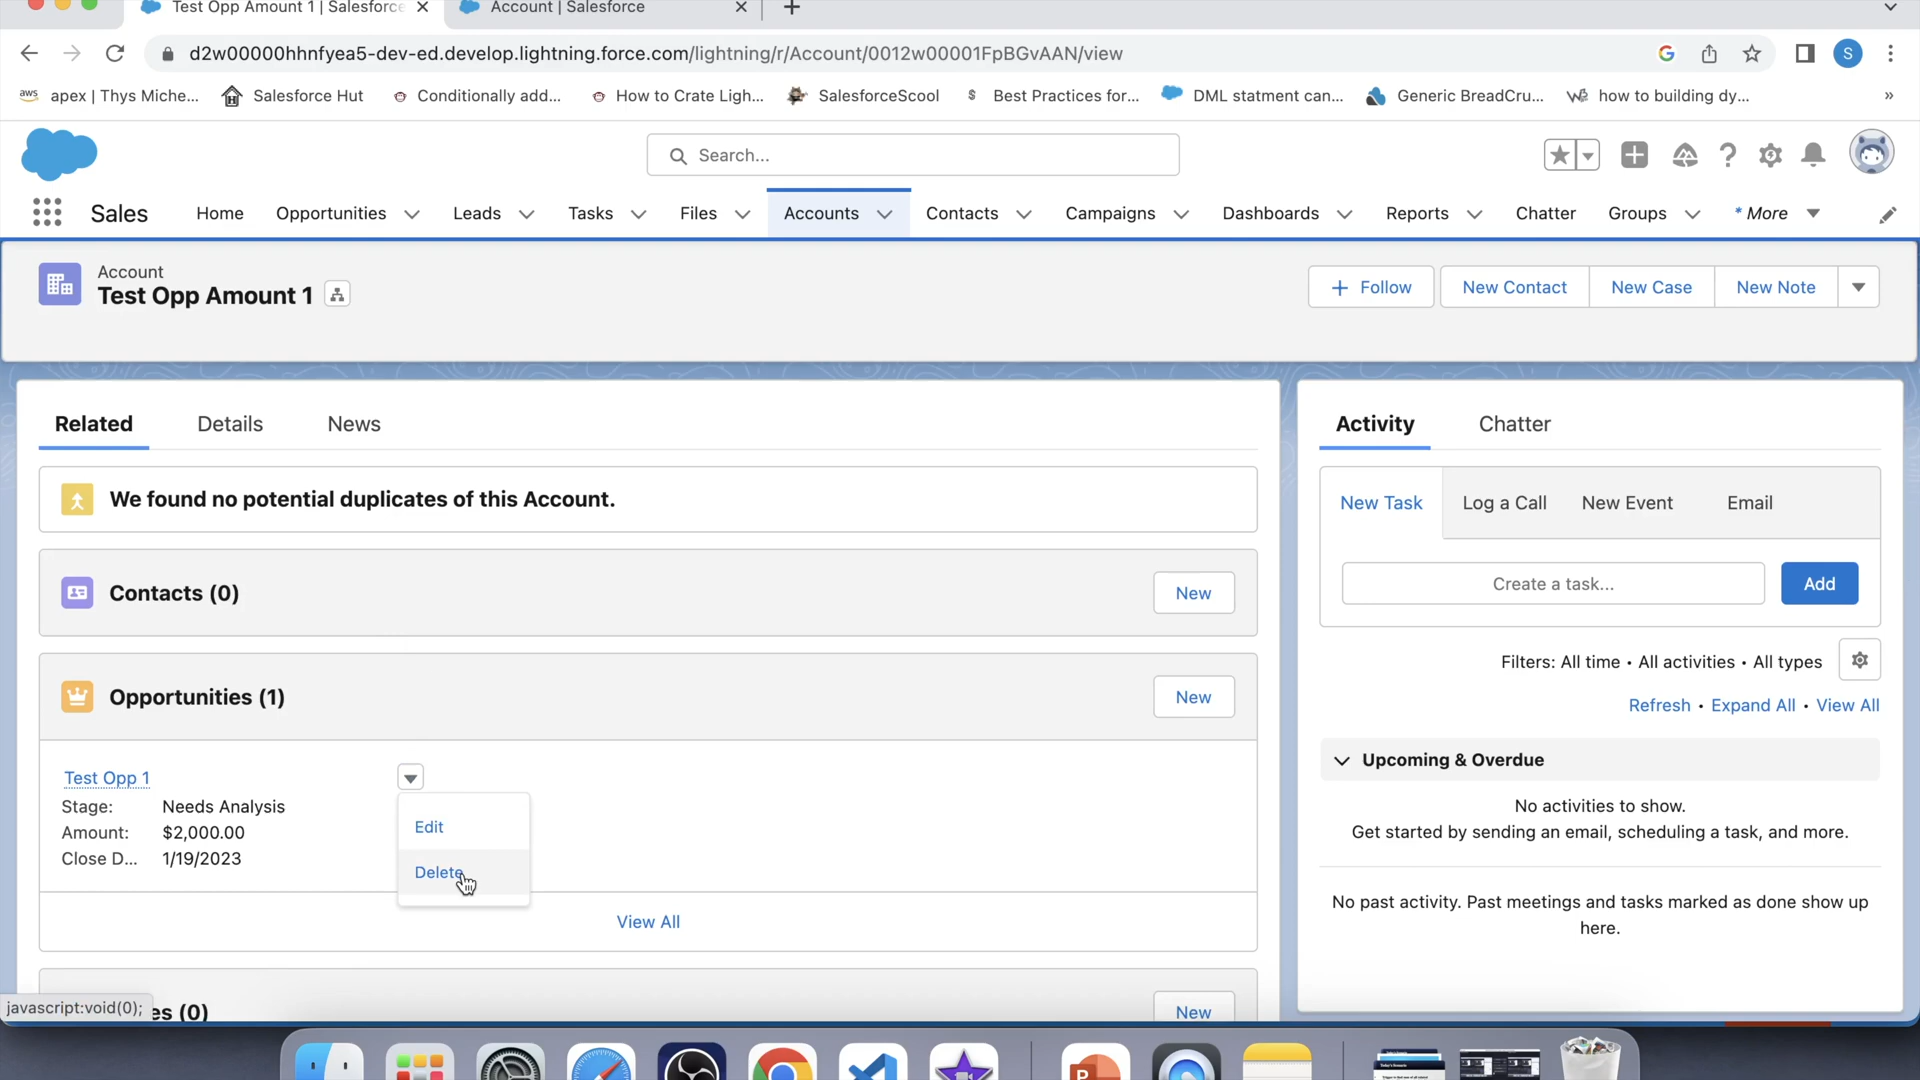 Test Opp Amount 1 | Salesforce
Account | Salesforce
d2w00000hhnfyea5-dev-ed.develop.lightning.force.com/lightning/r/Account/0012w00001FpBGvAAN/view
S
aws apex | Thys Miche...
Salesforce Hut
Conditionally add...
How to Crate Ligh...
SalesforceScool
Best Practices for...
DML statment can...
Generic BreadCru...
how to building dy...
Search...
Sales
Home
Opportunities
Leads
Tasks
Files
Accounts
Contacts
Campaigns
Dashboards
Reports
Chatter
Groups
* More
Account
Test Opp Amount 1
+ Follow
New Contact
New Case
New Note
Related
Details
News
We found no potential duplicates of this Account.
Contacts (0)
New
Opportunities (1)
New
Test Opp 1
Stage: Needs Analysis
Amount: $2,000.00
Close D... 1/19/2023
Edit
Delete
View All
es (0)
New
javascript:void(0);
Activity
Chatter
New Task
Log a Call
New Event
Email
Create a task...
Add
Filters: All time • All activities • All types
Refresh • Expand All • View All
Upcoming & Overdue
No activities to show.
Get started by sending an email, scheduling a task, and more.
No past activity. Past meetings and tasks marked as done show up
here.